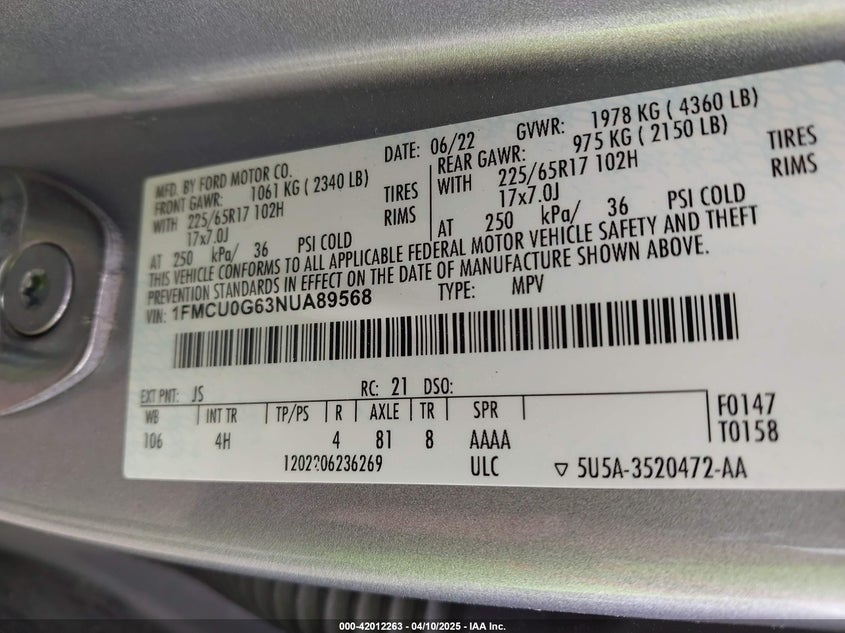 MFD. BY FORD MOTOR CO. DATE: 06/22 GVWR: 1978 KG ( 4360 LB)
FRONT GAWR: 1061 KG ( 2340 LB) REAR GAWR: 975 KG ( 2150 LB)
WITH 225/65R17 102H TIRES WITH 225/65R17 102H TIRES
17x7.0J RIMS 17x7.0J RIMS
AT 250 kPa/ 36 PSI COLD AT 250 kPa/ 36 PSI COLD
THIS VEHICLE CONFORMS TO ALL APPLICABLE FEDERAL MOTOR VEHICLE SAFETY AND THEFT
PREVENTION STANDARDS IN EFFECT ON THE DATE OF MANUFACTURE SHOWN ABOVE.
VIN: 1FMCU0G63NUA89568 TYPE: MPV
EXT PNT: JS RC: 21 DSO:
WB INT TR TP/PS R AXLE TR SPR F0147
106 4H 4 81 8 AAAA T0158
1202206236269 ULC ▽ 5U5A-3520472-AA
000-42012263 - 04/10/2025 - IAA Inc.